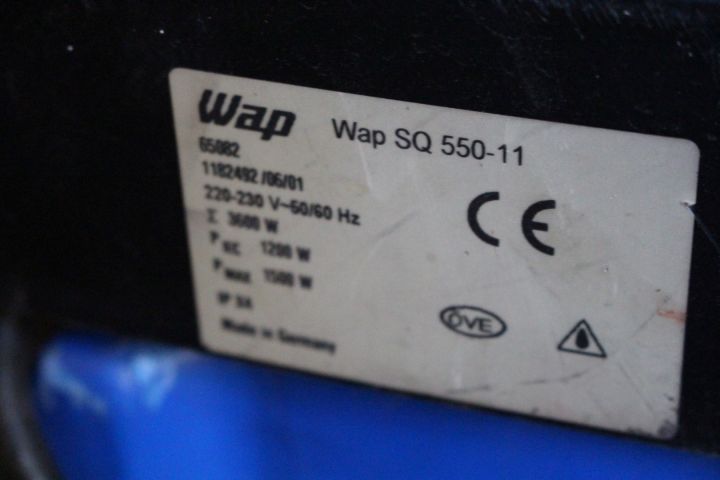 Wap Wap SQ 550-11
65082
1182492 /06/01
220-230 V~50/60 Hz
Σ 3600 W
P IEC 1200 W
P MAX 1500 W
IP X4
Made in Germany
CE
ÖVE